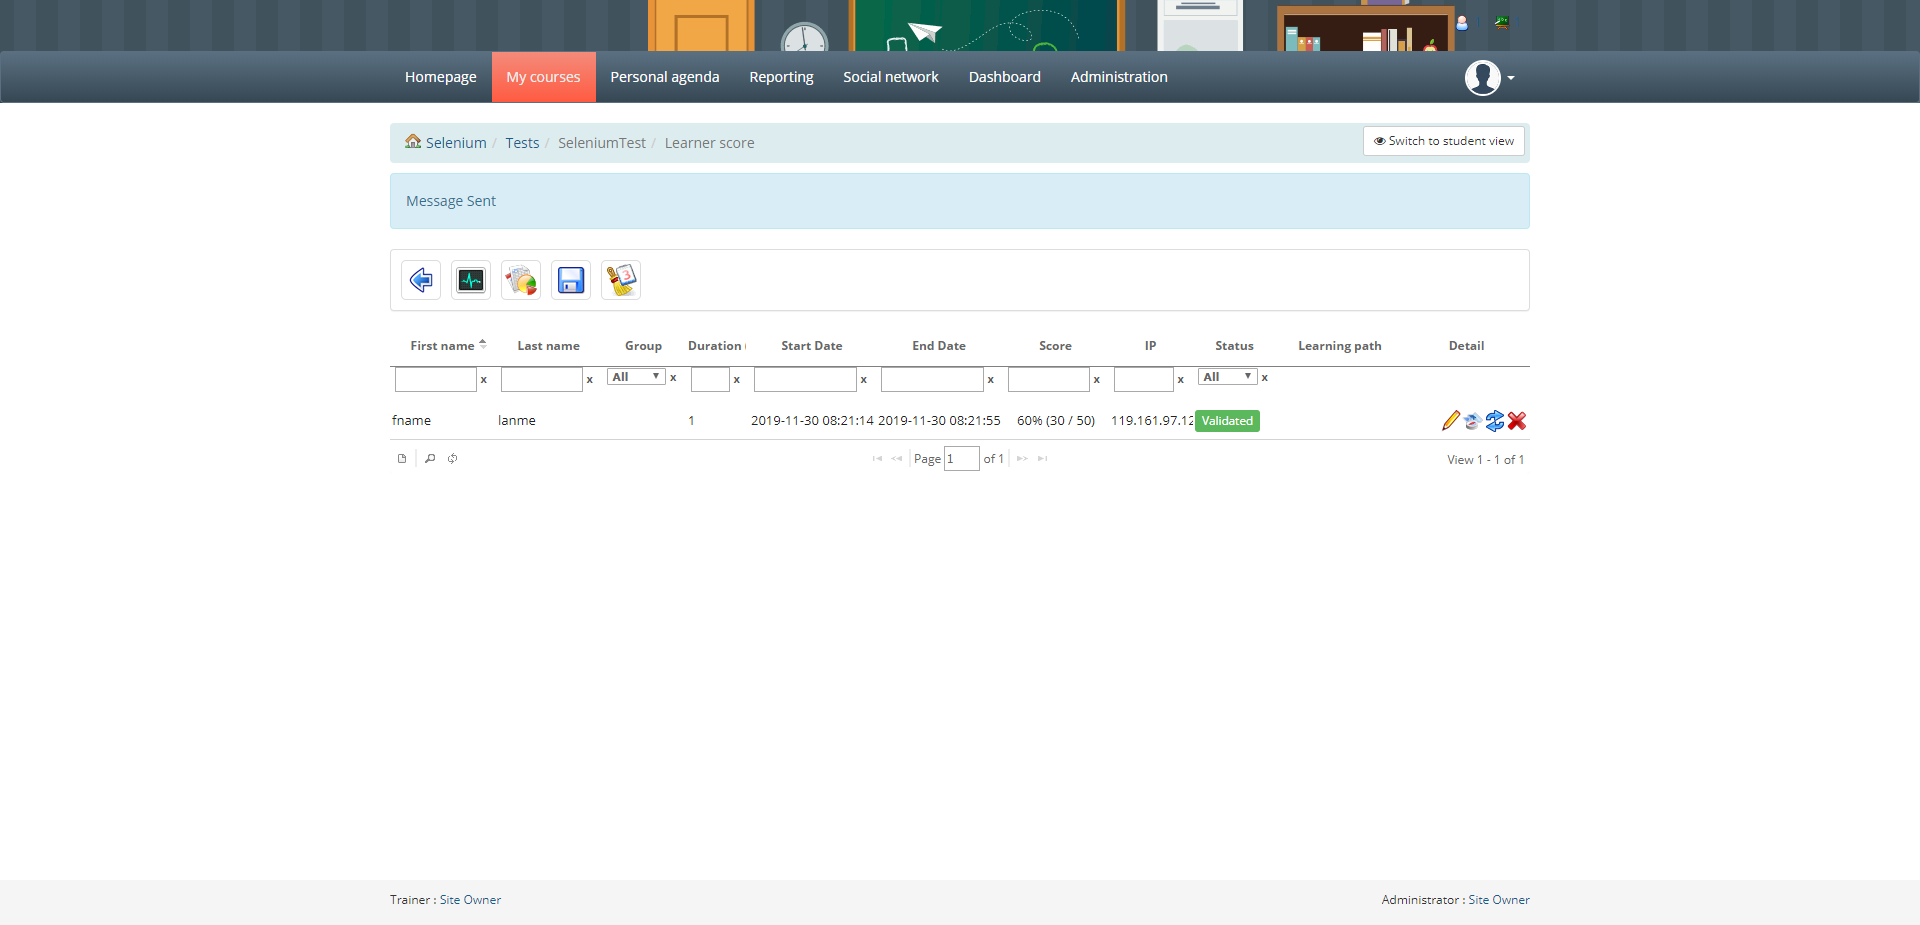 Homepage My courses Personal agenda Reporting Social network Dashboard Administration
Selenium / Tests / SeleniumTest / Learner score
Switch to student view
Message Sent
3
First name Last name Group Duration Start Date End Date Score IP Status Learning path Detail
x x All x x x x x x All x
fname lanme 1 2019-11-30 08:21:14 2019-11-30 08:21:55 60% (30 / 50) 119.161.97.12 Validated
Page 1 of 1
View 1 - 1 of 1
Trainer : Site Owner
Administrator : Site Owner